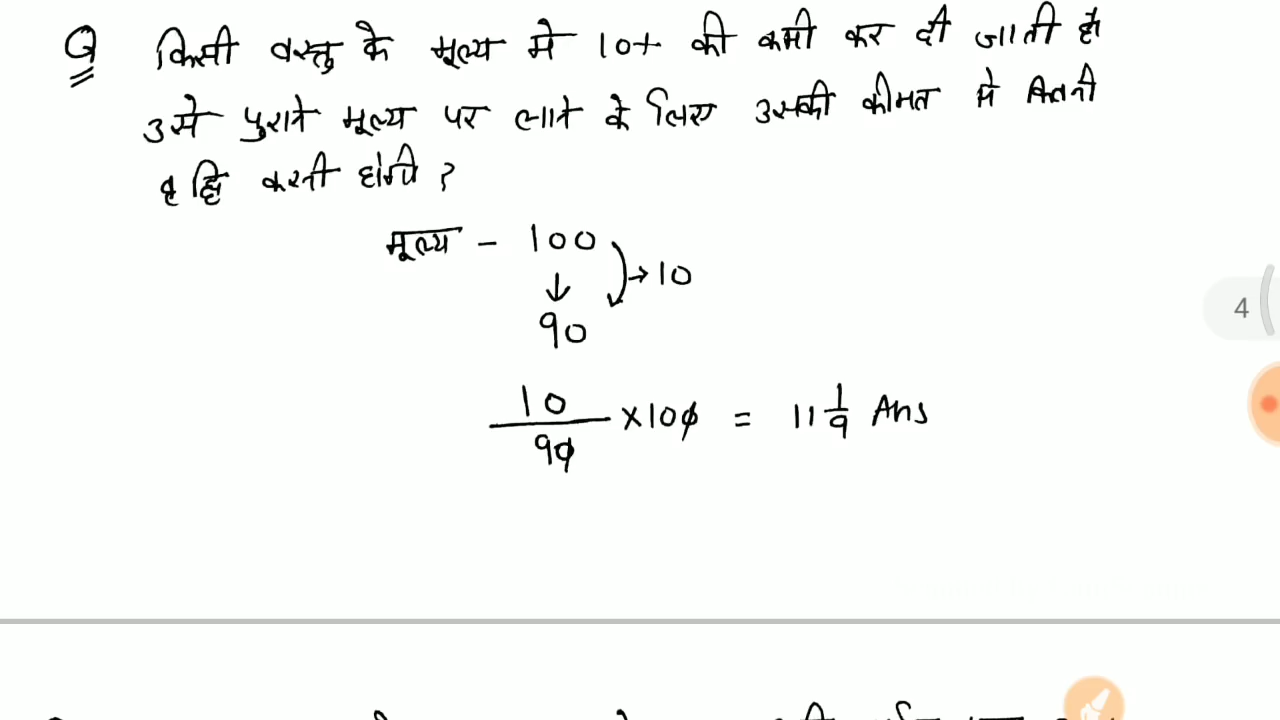 Q किसी वस्तु के मूल्य मे 10% की कमी कर दी जाती है
उसे पुराने मूल्य पर लाने के लिए उसकी कीमत मे कितनी
वृद्धि करनी होगी ?
मूल्य - 100 → 10
↓
90
10/90 × 100 = 11 1/9 Ans
4